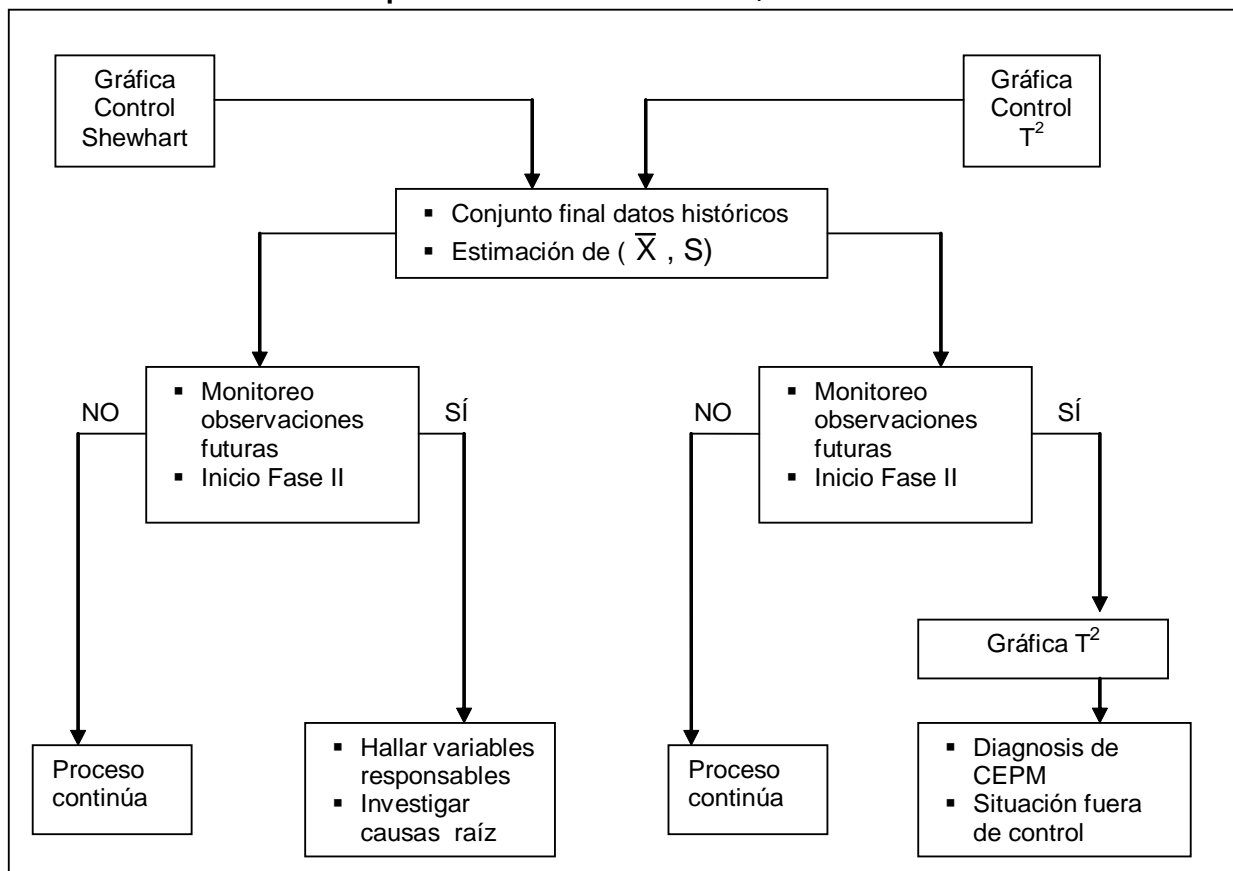 Gráfica
Control
Shewhart
Gráfica
Control
T²
▪ Conjunto final datos históricos
▪ Estimación de ( X̅ , S)
▪ Monitoreo
observaciones
futuras
▪ Inicio Fase II
NO
SÍ
▪ Monitoreo
observaciones
futuras
▪ Inicio Fase II
NO
SÍ
Gráfica T²
Proceso
continúa
▪ Hallar variables
responsables
▪ Investigar
causas raíz
Proceso
continúa
▪ Diagnosis de
CEPM
▪ Situación fuera
de control